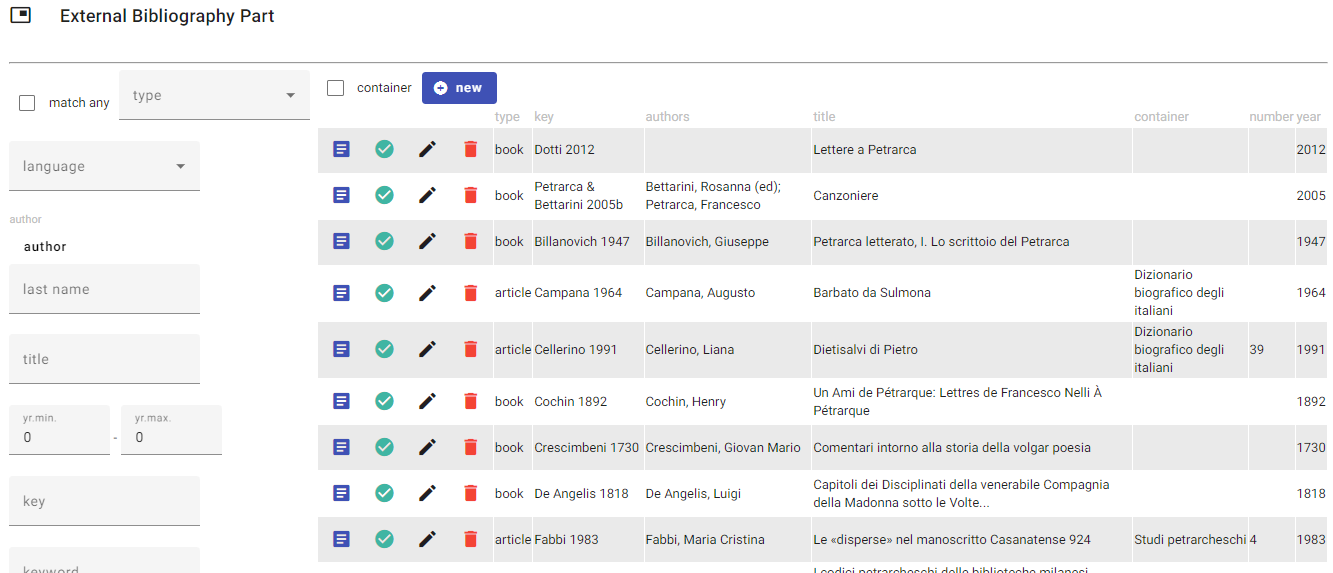 External Bibliography Part
match any
type
language
author
author
last name
title
yr.min.
0
-
yr.max.
0
key
keyword
container
new
type key authors title container number year
book Dotti 2012 Lettere a Petrarca 2012
book Petrarca & Bettarini 2005b Bettarini, Rosanna (ed); Petrarca, Francesco Canzoniere 2005
book Billanovich 1947 Billanovich, Giuseppe Petrarca letterato, I. Lo scrittoio del Petrarca 1947
article Campana 1964 Campana, Augusto Barbato da Sulmona Dizionario biografico degli italiani 1964
article Cellerino 1991 Cellerino, Liana Dietisalvi di Pietro Dizionario biografico degli italiani 39 1991
book Cochin 1892 Cochin, Henry Un Ami de Pétrarque: Lettres de Francesco Nelli À Pétrarque 1892
book Crescimbeni 1730 Crescimbeni, Giovan Mario Comentari intorno alla storia della volgar poesia 1730
book De Angelis 1818 De Angelis, Luigi Capitoli dei Disciplinati della venerabile Compagnia della Madonna sotto le Volte... 1818
article Fabbi 1983 Fabbi, Maria Cristina Le «disperse» nel manoscritto Casanatense 924 Studi petrarcheschi 4 1983
I codici petrarcheschi delle biblioteche milanesi